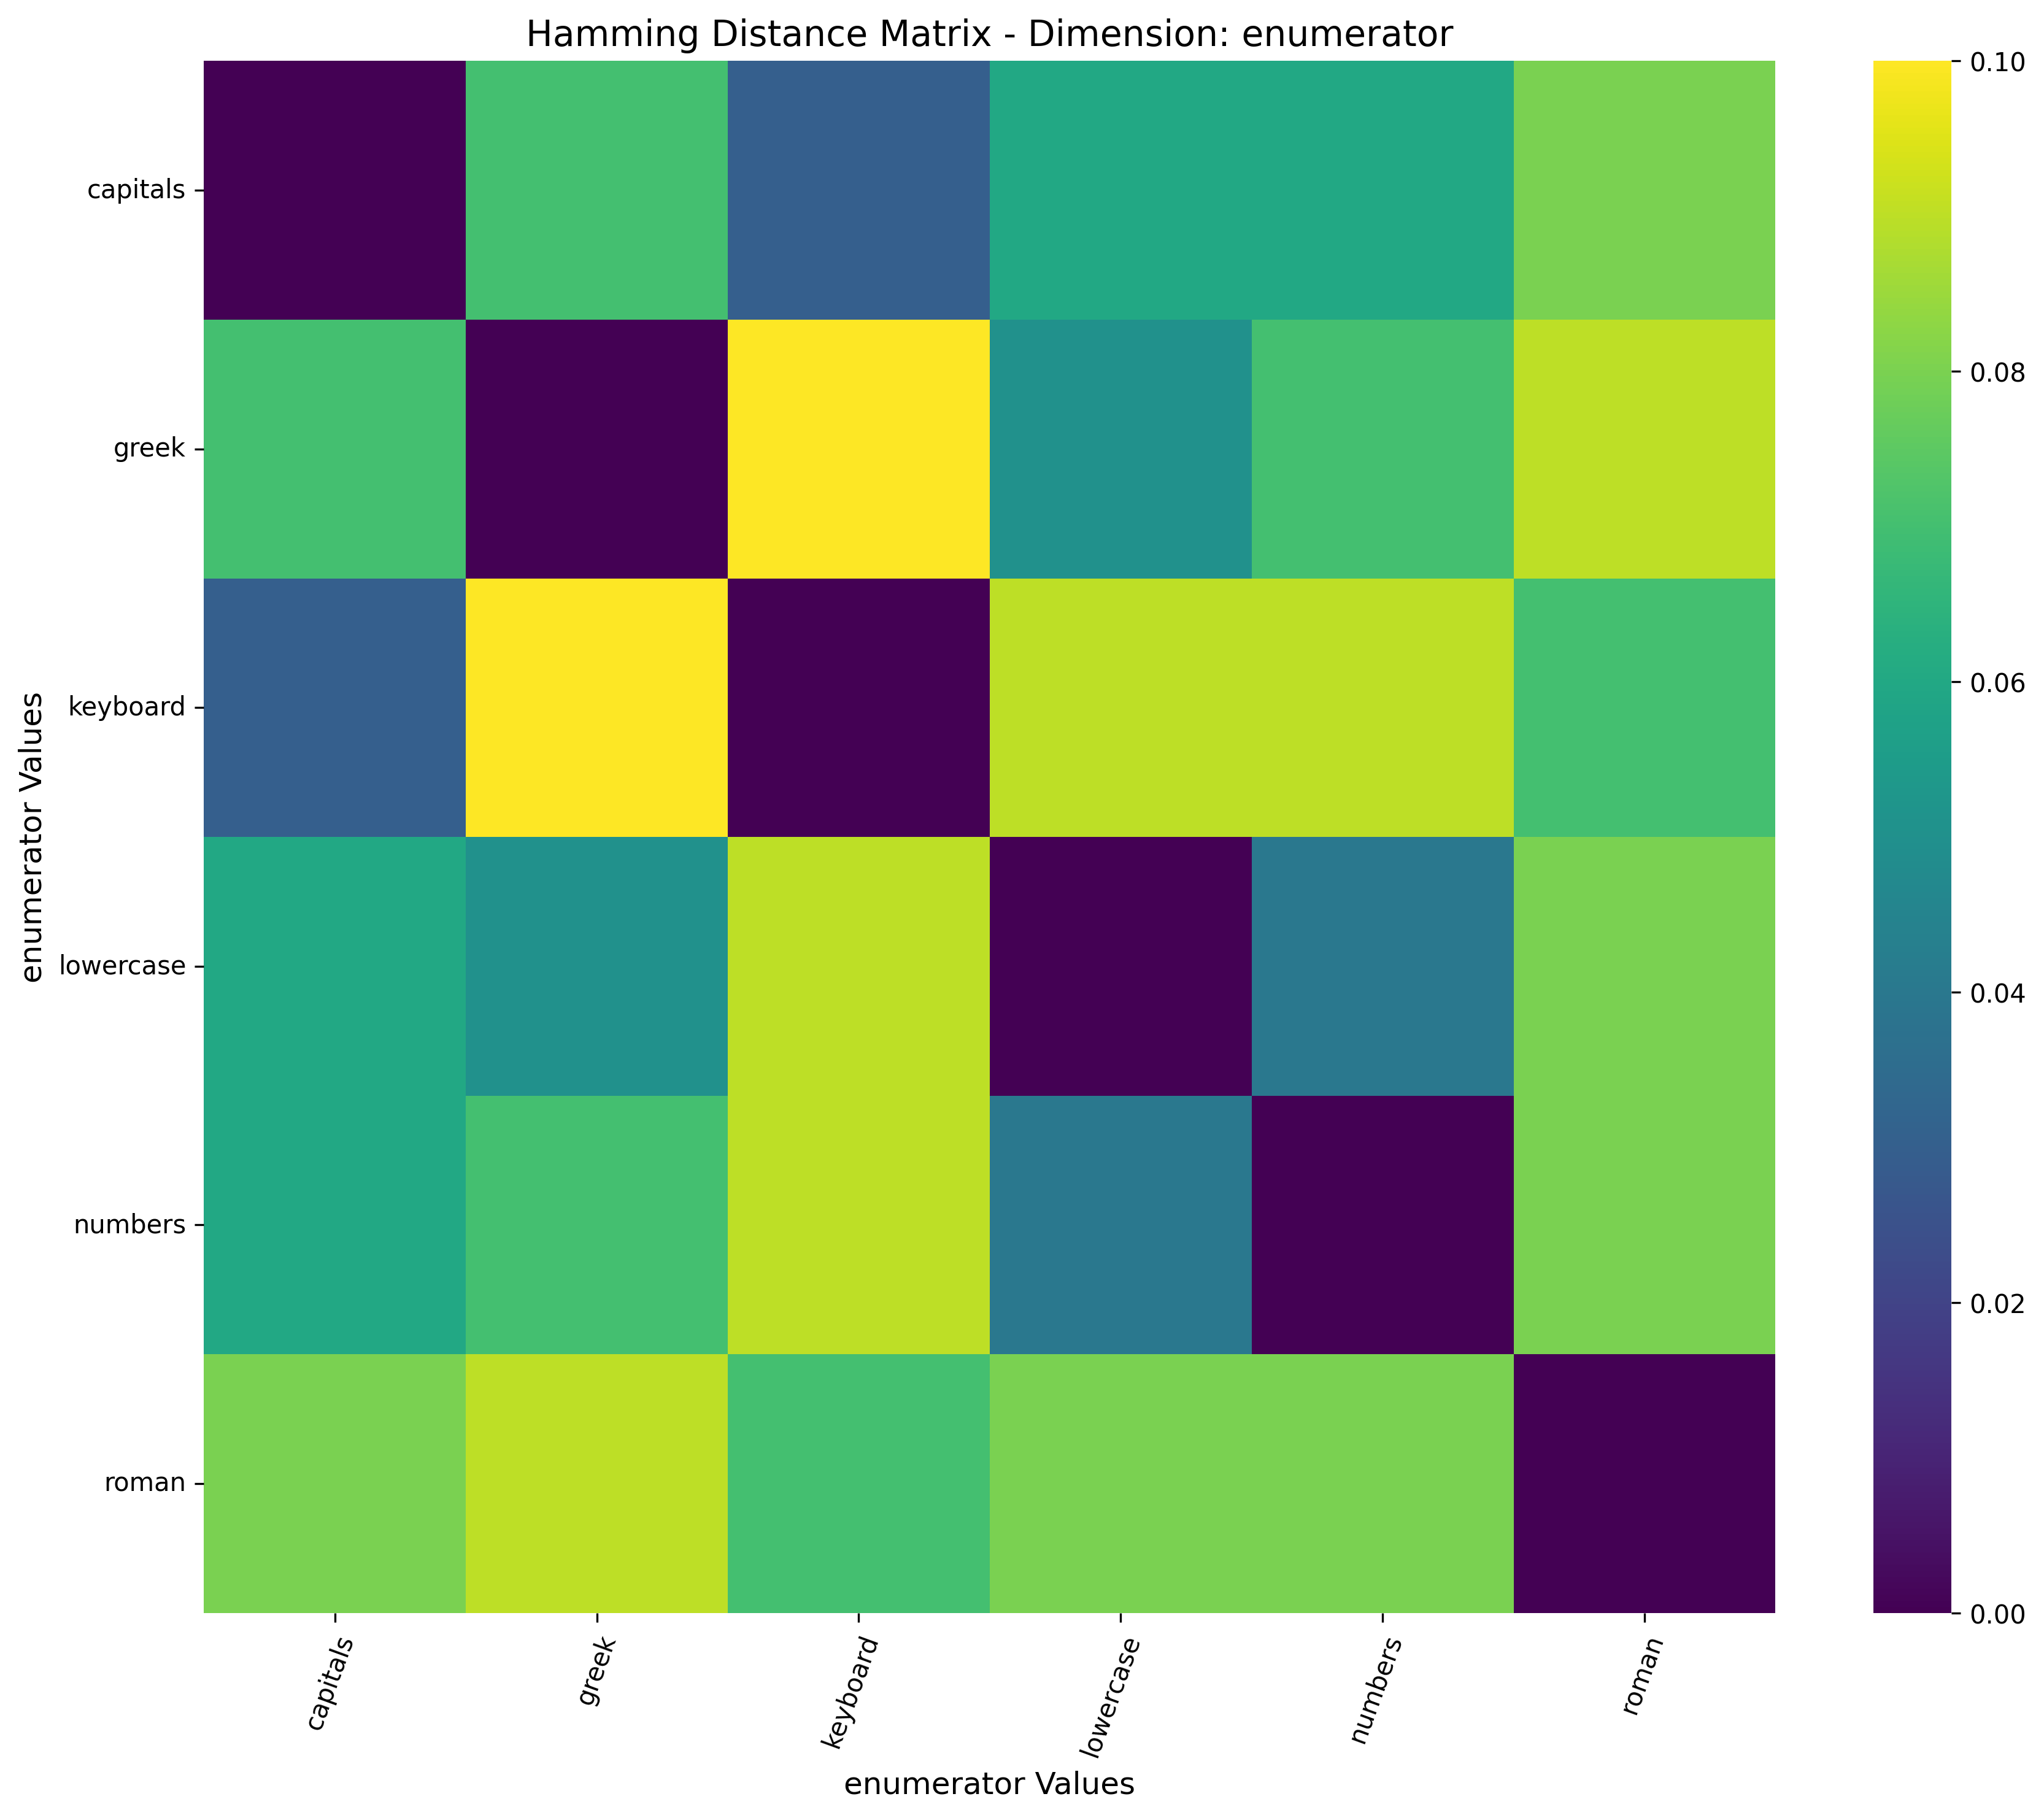 Hamming Distance Matrix - Dimension: enumerator
enumerator Values
capitals
greek
keyboard
lowercase
numbers
roman
capitals
greek
keyboard
lowercase
numbers
roman
enumerator Values
0.10
0.08
0.06
0.04
0.02
0.00